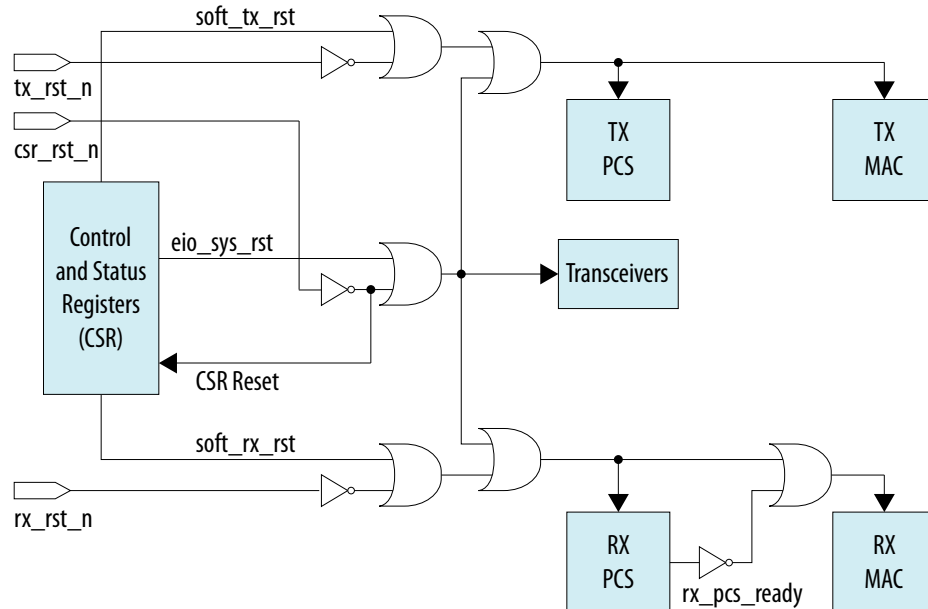 soft_tx_rst
tx_rst_n
csr_rst_n
TX
PCS
TX
MAC
Control
and Status
Registers
(CSR)
eio_sys_rst
Transceivers
CSR Reset
soft_rx_rst
rx_rst_n
RX
PCS
rx_pcs_ready
RX
MAC